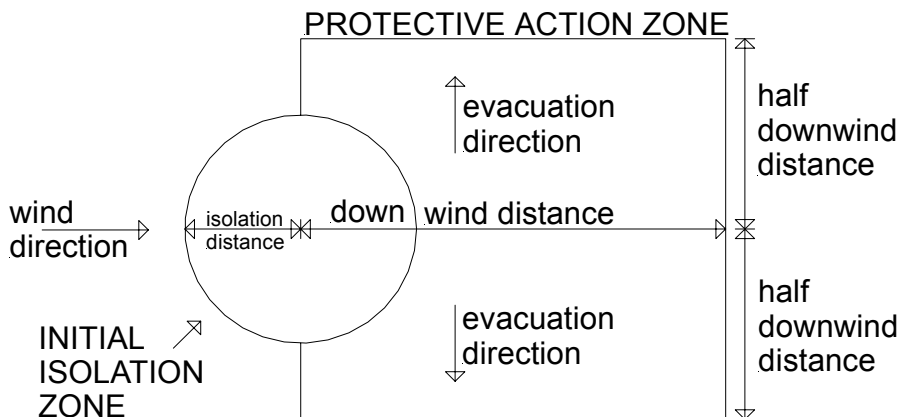 PROTECTIVE ACTION ZONE
evacuation
direction
half
downwind
distance
wind
direction
isolation
distance
down wind distance
INITIAL
ISOLATION
ZONE
evacuation
direction
half
downwind
distance